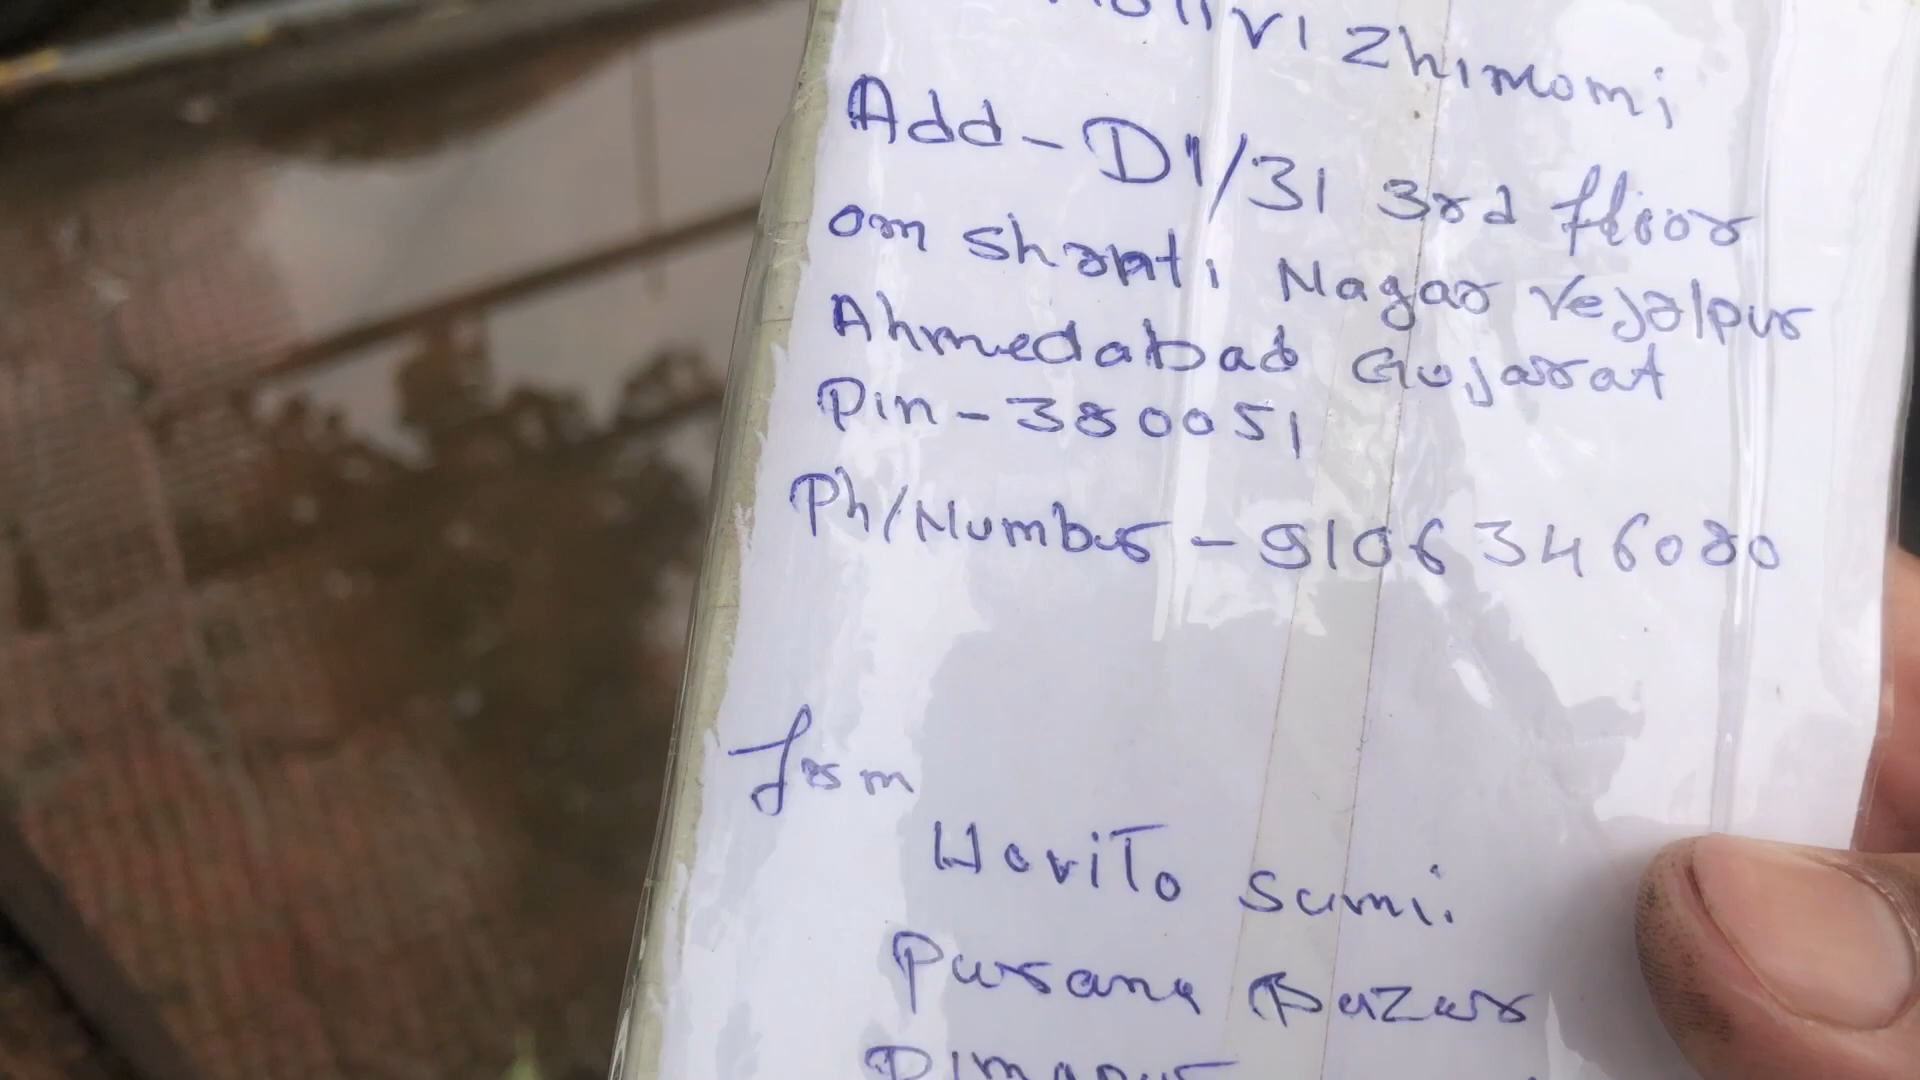 Zhimomi
Add - D1/31 3rd floor
om shanti Nagar Vejalpur
Ahmedabad Gujarat
Pin - 380051
Ph/Number - 9106346080
from
Hovito Sumi.
Purana Bazar
Dimapur